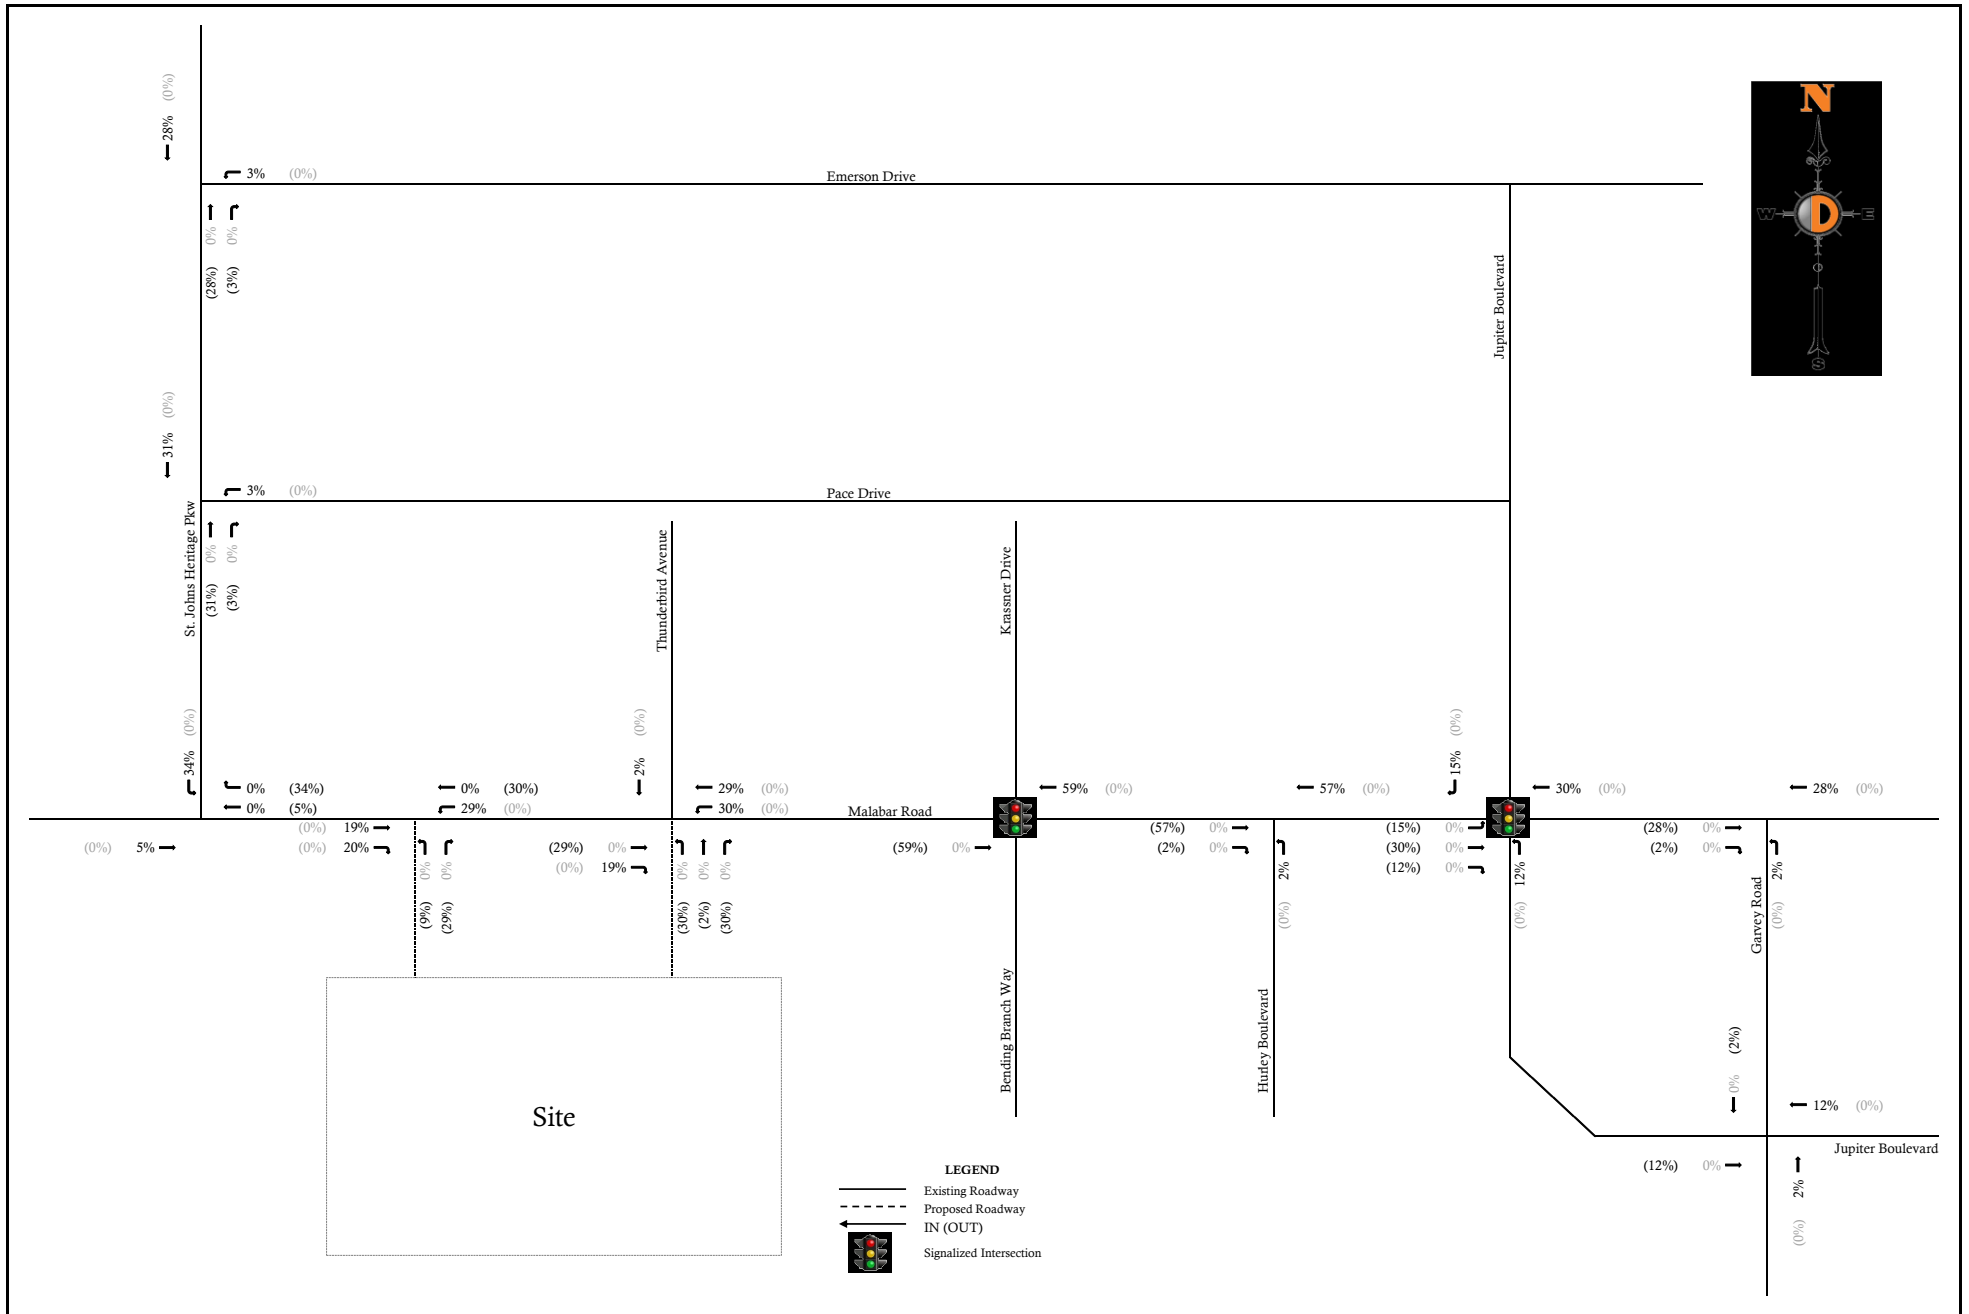 28% (0%)
N
3% (0%)
Emerson Drive
W D E
0% 0%
(28%) (3%)
Jupiter Boulevard
S
31% (0%)
3% (0%)
Pace Drive
St. Johns Heritage Pkw
0% 0%
(31%) (3%)
Thunderbird Avenue
Krassner Drive
34% (0%)
2% (0%)
15% (0%)
0% (34%)
0% (30%)
29% (0%)
59% (0%)
57% (0%)
30% (0%)
28% (0%)
0% (5%)
29% (0%)
30% (0%)
Malabar Road
(0%) 19%
(57%) 0%
(15%) 0%
(28%) 0%
(0%) 5%
(0%) 20%
(29%) 0%
(59%) 0%
(2%) 0%
(30%) 0%
(2%) 0%
(0%) 19%
(12%) 0%
0% 0%
(9%) (29%)
0% 0% 0%
(30%) (2%) (30%)
2% (0%)
12% (0%)
2% (0%)
Garvey Road
Bending Branch Way
Hurley Boulevard
0% (2%)
Site
12% (0%)
Jupiter Boulevard
(12%) 0%
2% (0%)
LEGEND
Existing Roadway
Proposed Roadway
IN (OUT)
Signalized Intersection